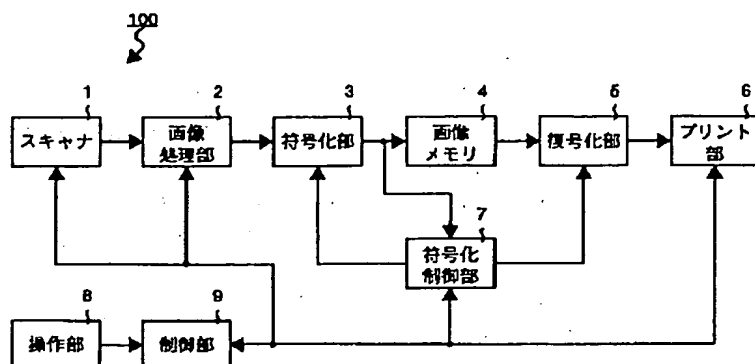 100
1
スキャナ
2
画像
処理部
3
符号化部
4
画像
メモリ
5
復号化部
6
プリント
部
7
符号化
制御部
8
操作部
9
制御部